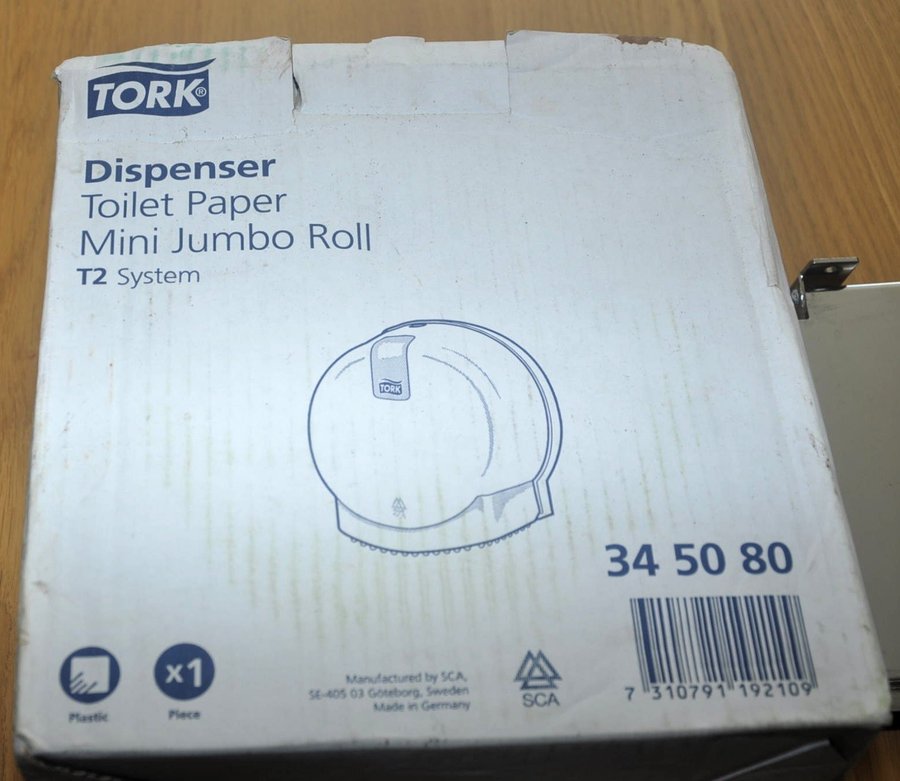 TORK®
Dispenser
Toilet Paper
Mini Jumbo Roll
T2 System
TORK
34 50 80
7 310791 192109
x1
Plastic
Piece
Manufactured by SCA,
SE-405 03 Göteborg, Sweden
Made in Germany
SCA